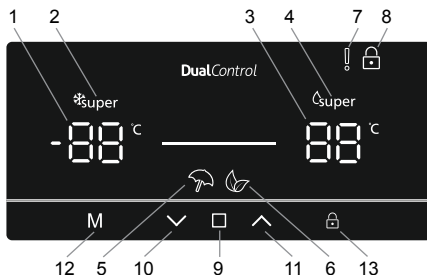 1 2 3 4 7 8
DualControl
super super
-88 °C 88 °C
M
12 5 10 9 11 6 13